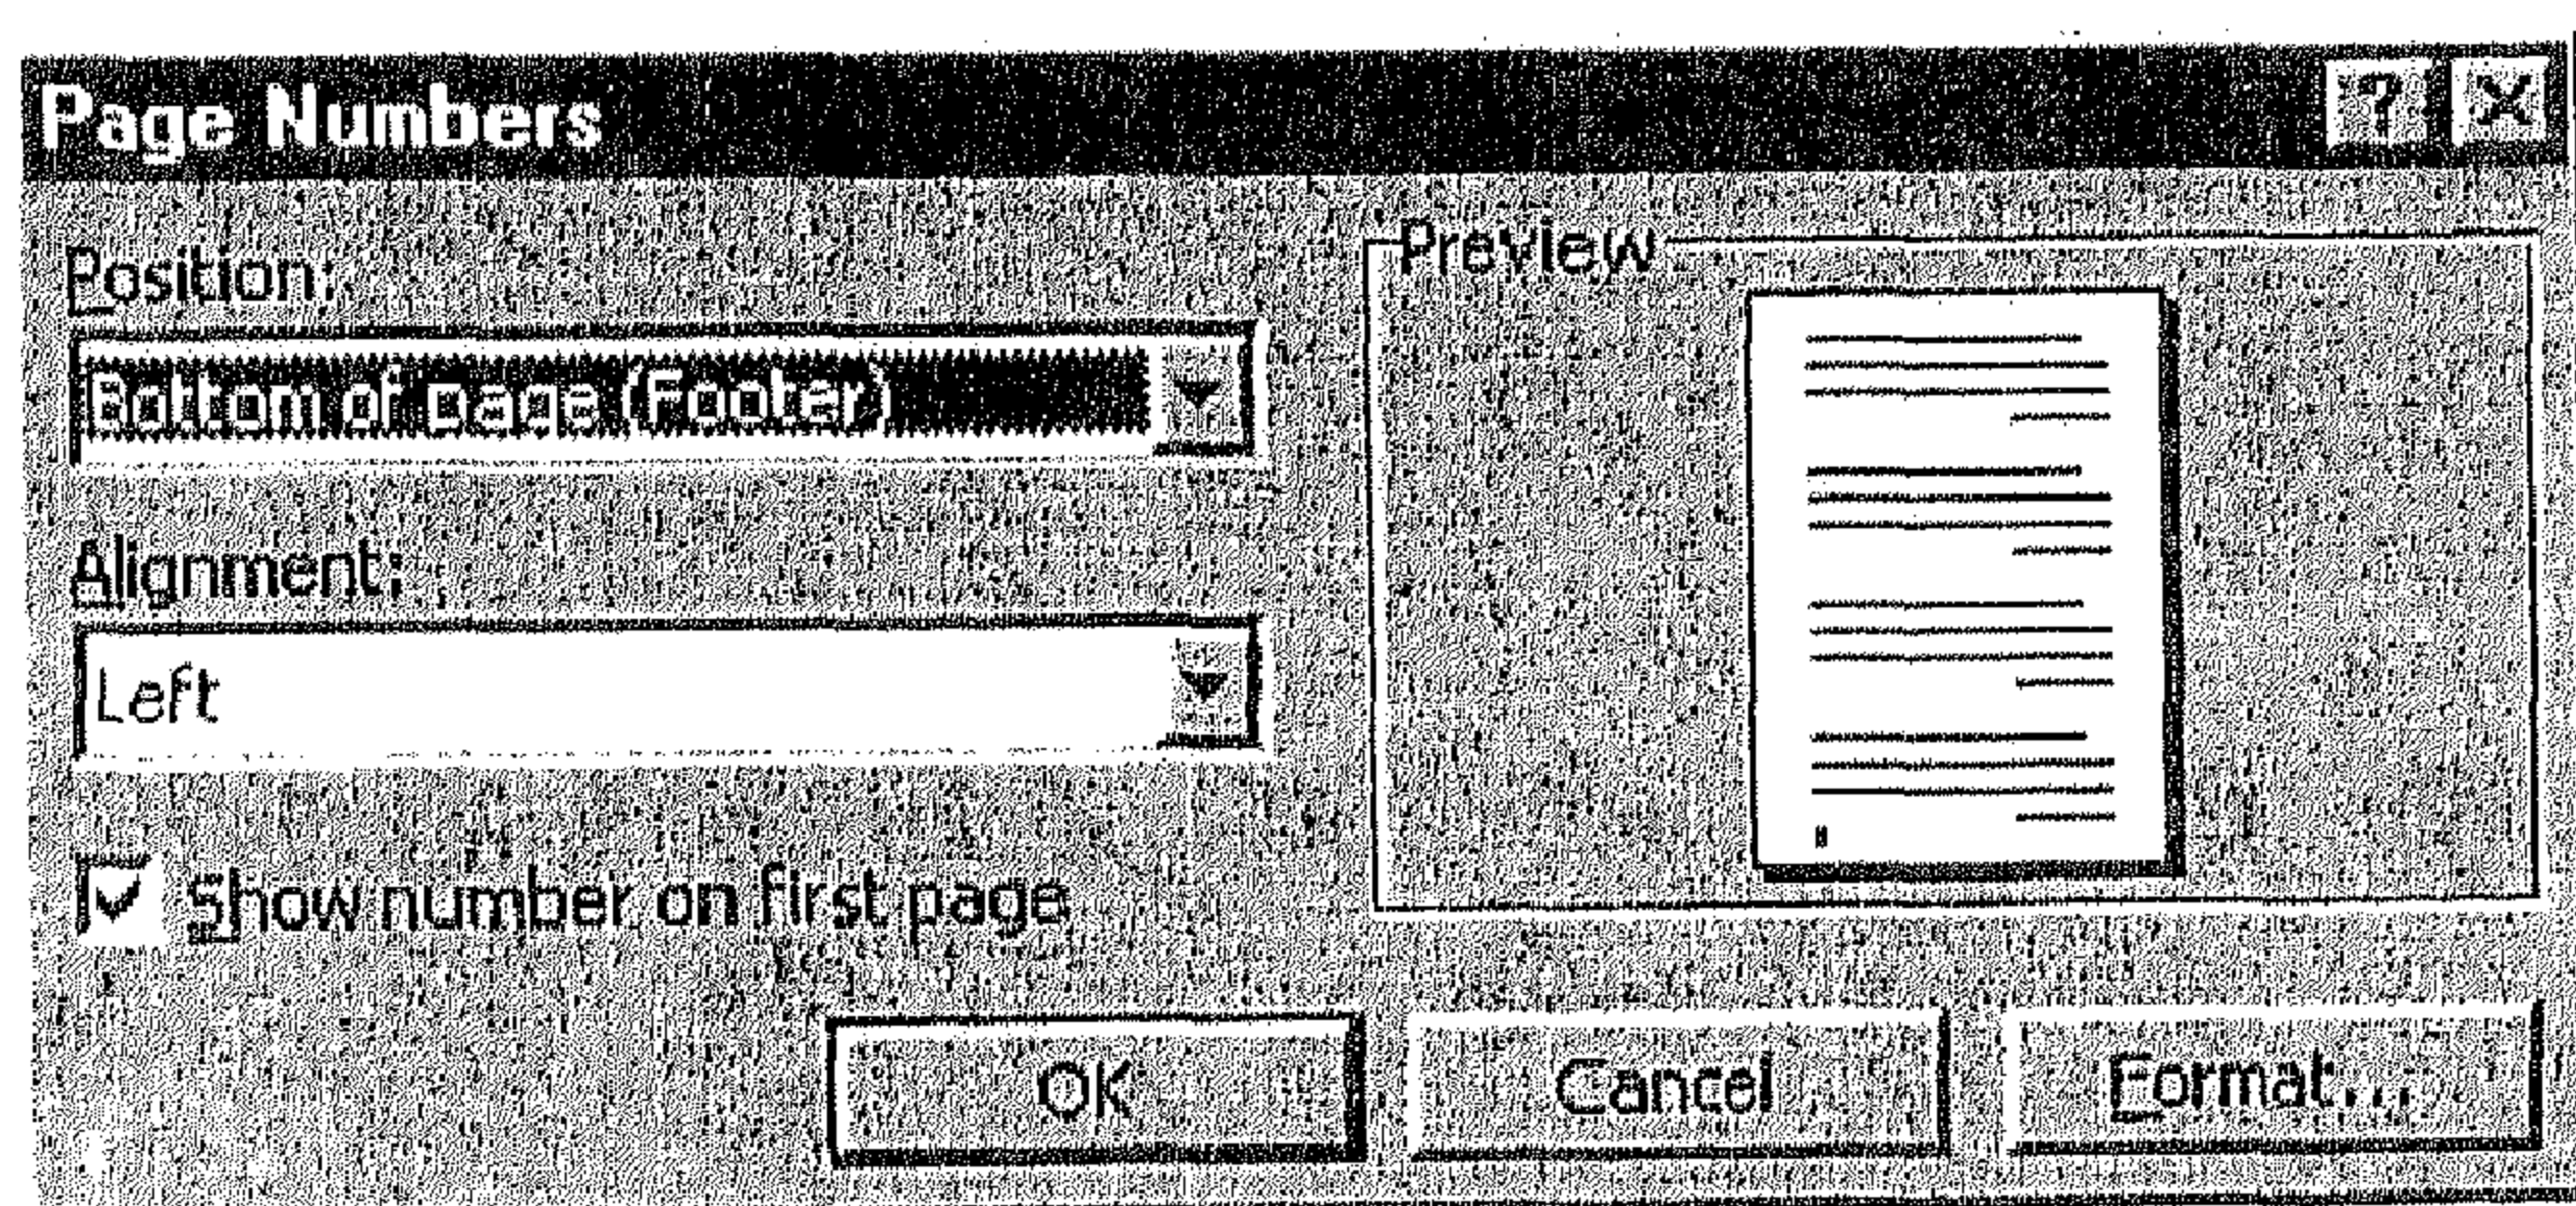 Page Numbers
Position:
Bottom of page (Footer)
Alignment:
Left
Show number on first page
Preview
OK
Cancel
Format...